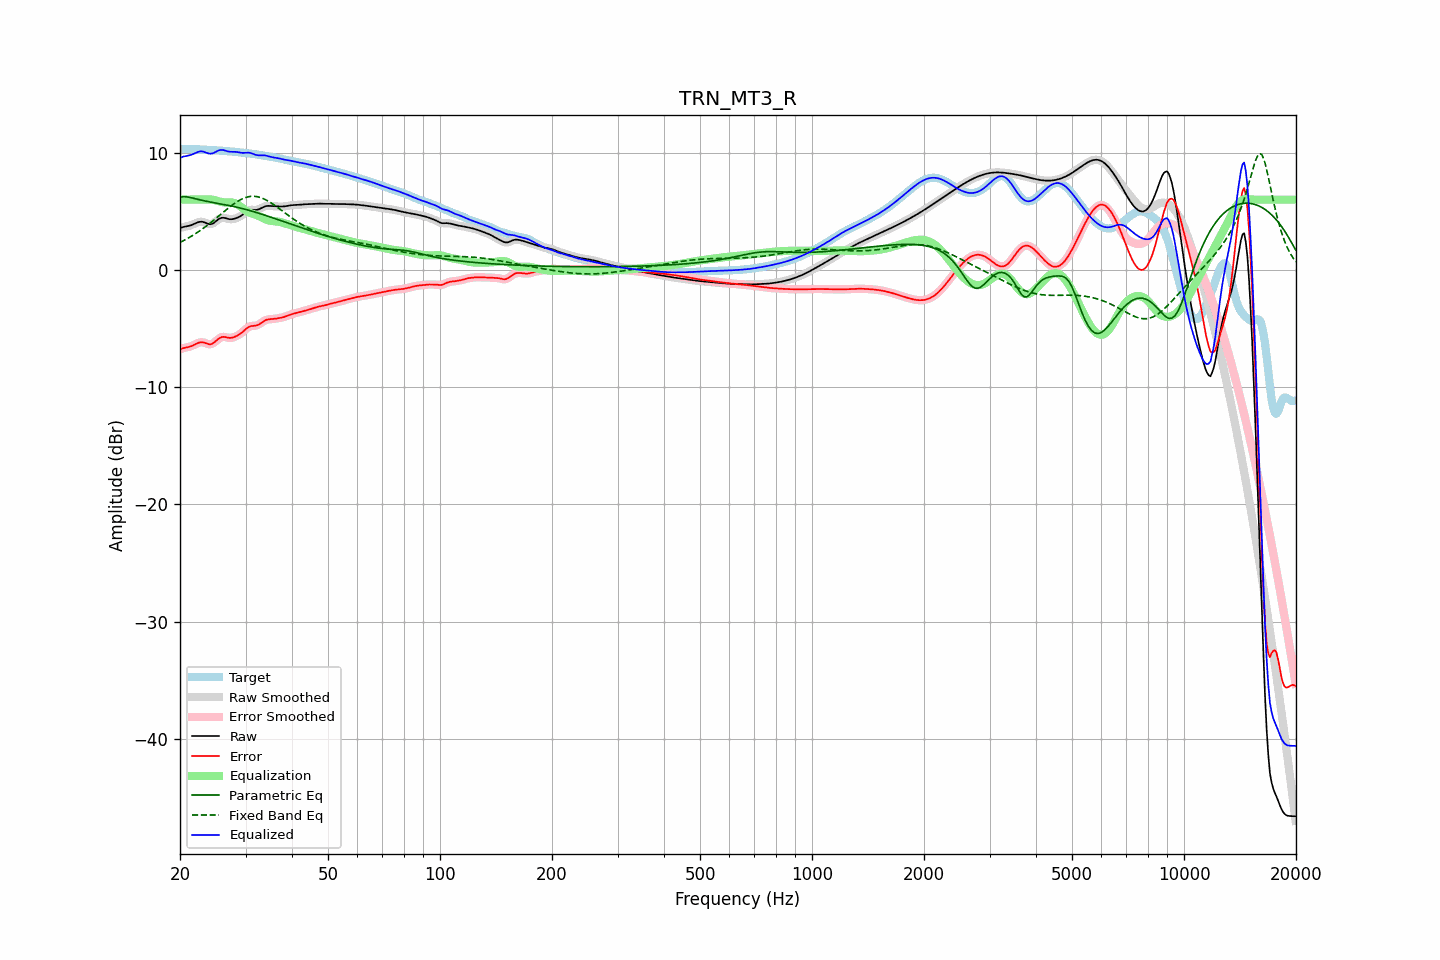 TRN_MT3_R
Amplitude (dBr)
10
0
−10
−20
−30
−40
Target
Raw Smoothed
Error Smoothed
Raw
Error
Equalization
Parametric Eq
Fixed Band Eq
Equalized
20 50 100 200 500 1000 2000 5000 10000 20000
Frequency (Hz)